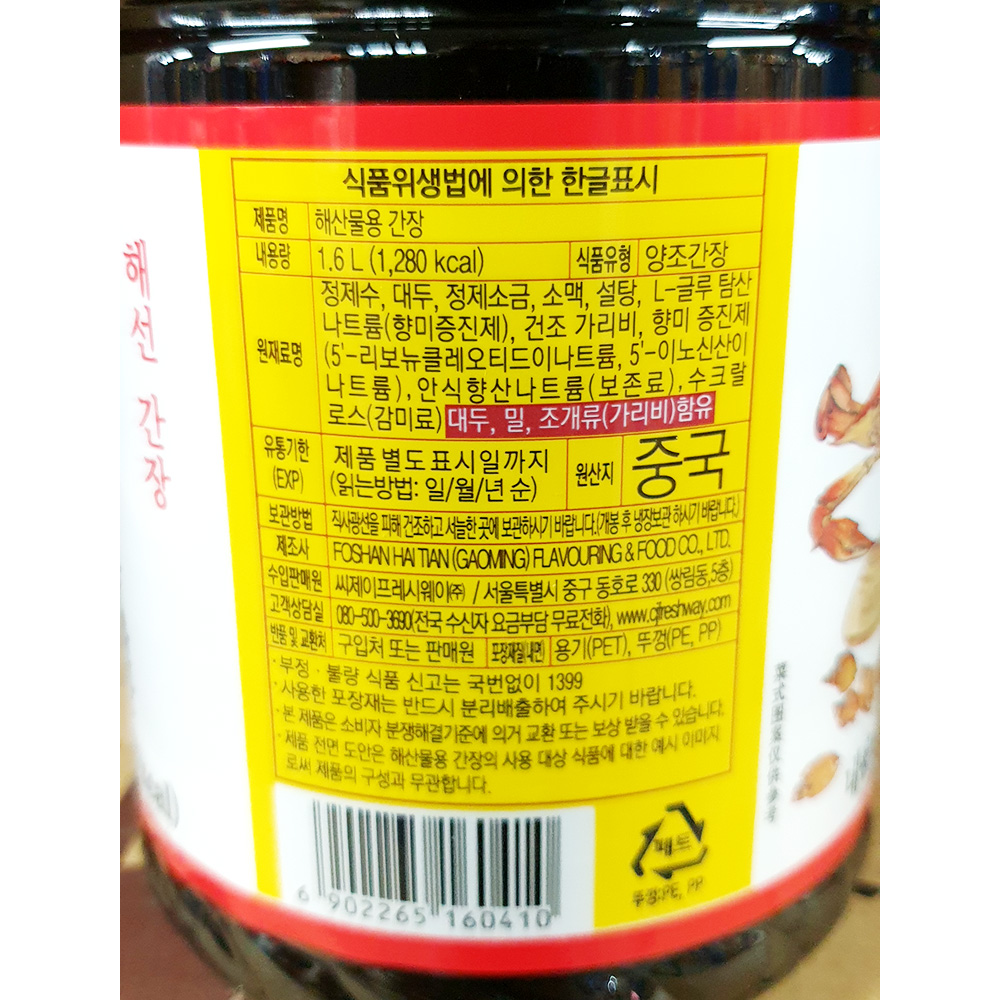 식품위생법에 의한 한글표시
제품명 해산물용 간장
내용량 1.6 L (1,280 kcal) 식품유형 양조간장
원재료명 정제수, 대두, 정제소금, 소맥, 설탕, L-글루 탐산
나트륨(향미증진제), 건조 가리비, 향미 증진제
(5'-리보뉴클레오티드이나트륨, 5'-이노신산이
나트륨), 안식향산나트륨(보존료), 수크랄
로스(감미료) 대두, 밀, 조개류(가리비)함유
유통기한 (EXP) 제품 별도 표시일까지
(읽는방법: 일/월/년 순) 원산지 중국
보관방법 직사광선을 피해 건조하고 서늘한 곳에 보관하시기 바랍니다.(개봉 후 냉장보관 하시기 바랍니다.)
제조사 FOSHAN HAI TIAN (GAOMING) FLAVOURING & FOOD CO., LTD.
수입판매원 씨제이프레시웨이㈜ / 서울특별시 중구 동호로 330 (쌍림동,5층)
고객상담실 080-500-3690(전국 수신자 요금부담 무료전화), www.cjfreshway.com
반품 및 교환처 구입처 또는 판매원 포장재질내면 용기(PET), 뚜껑(PE, PP)
· 부정 · 불량 식품 신고는 국번없이 1399
· 사용한 포장재는 반드시 분리배출하여 주시기 바랍니다.
· 본 제품은 소비자 분쟁해결기준에 의거 교환 또는 보상 받을 수 있습니다.
· 제품 전면 도안은 해산물용 간장의 사용 대상 식품에 대한 예시 이미지
로써 제품의 구성과 무관합니다.
해선 간장
페트
뚜껑:PE, PP
6 902265 160410